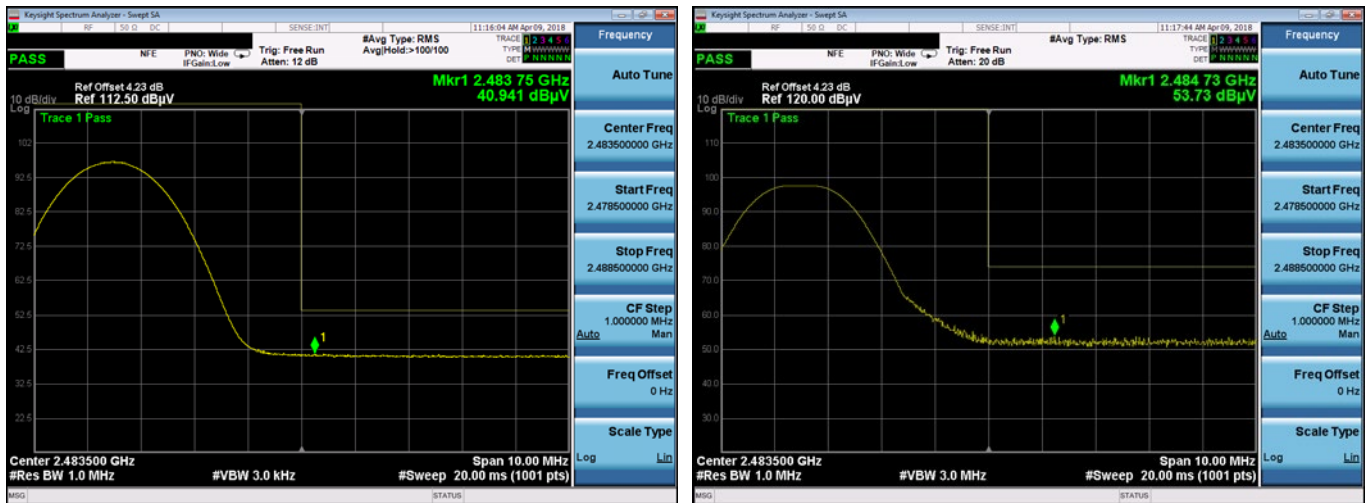 Keysight Spectrum Analyzer - Swept SA
RF 50 Ω DC SENSE:INT 11:16:04 AM Apr 09, 2018
#Avg Type: RMS TRACE 1 2 3 4 5 6
PASS NFE PNO: Wide Trig: Free Run Avg|Hold:>100/100 TYPE M W W W W W
IFGain:Low Atten: 12 dB DET P N N N N N
Mkr1 2.483 75 GHz
Ref Offset 4.23 dB
10 dB/div Ref 112.50 dBµV 40.941 dBµV
Log
Trace 1 Pass
102
92.5
82.5
72.5
62.5
52.5
1
42.5
32.5
22.5
Center 2.483500 GHz Span 10.00 MHz
#Res BW 1.0 MHz #VBW 3.0 kHz #Sweep 20.00 ms (1001 pts)
MSG STATUS
Frequency
Auto Tune
Center Freq
2.483500000 GHz
Start Freq
2.478500000 GHz
Stop Freq
2.488500000 GHz
CF Step
1.000000 MHz
Auto Man
Freq Offset
0 Hz
Scale Type
Log Lin
Keysight Spectrum Analyzer - Swept SA
RF 50 Ω DC SENSE:INT 11:17:44 AM Apr 09, 2018
#Avg Type: RMS TRACE 1 2 3 4 5 6
PASS NFE PNO: Wide Trig: Free Run TYPE M W W W W W
IFGain:Low Atten: 20 dB DET P N N N N N
Mkr1 2.484 73 GHz
Ref Offset 4.23 dB
10 dB/div Ref 120.00 dBµV 53.73 dBµV
Log
Trace 1 Pass
110
100
90.0
80.0
70.0
60.0
1
50.0
40.0
30.0
Center 2.483500 GHz Span 10.00 MHz
#Res BW 1.0 MHz #VBW 3.0 MHz #Sweep 20.00 ms (1001 pts)
MSG STATUS
Frequency
Auto Tune
Center Freq
2.483500000 GHz
Start Freq
2.478500000 GHz
Stop Freq
2.488500000 GHz
CF Step
1.000000 MHz
Auto Man
Freq Offset
0 Hz
Scale Type
Log Lin